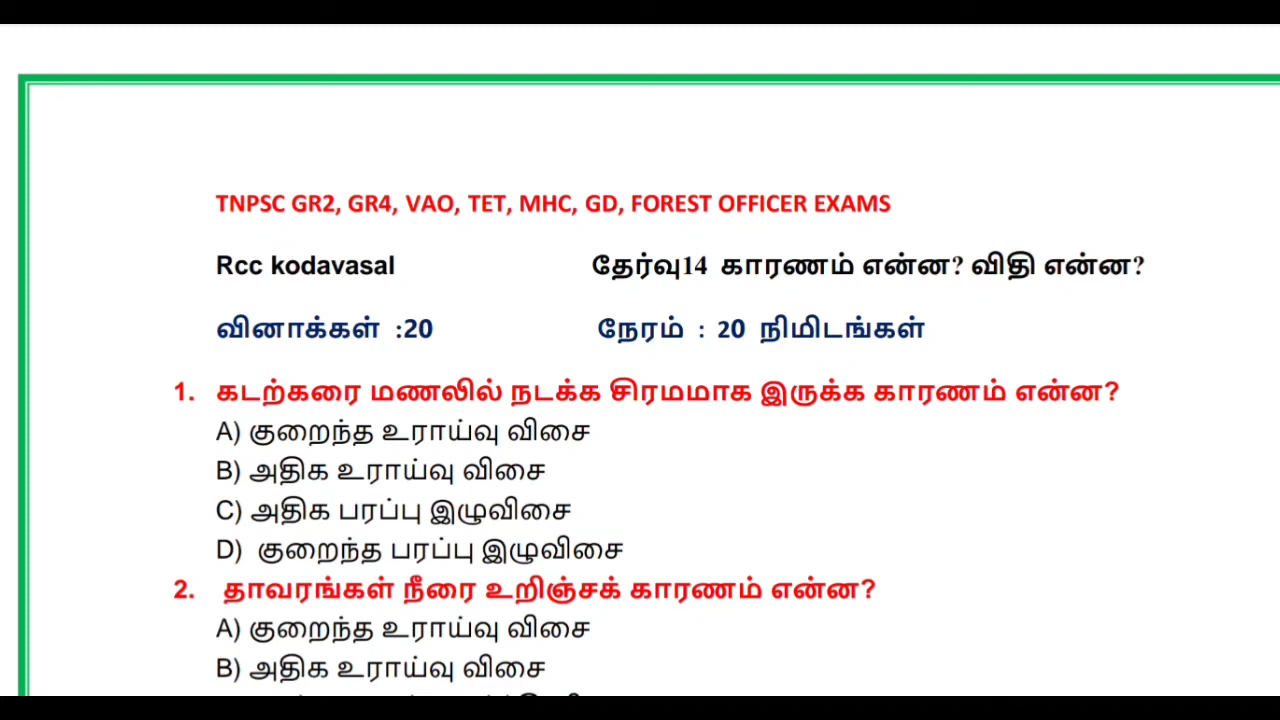 TNPSC GR2, GR4, VAO, TET, MHC, GD, FOREST OFFICER EXAMS
Rcc kodavasal தேர்வு14 காரணம் என்ன? விதி என்ன?
வினாக்கள் :20 நேரம் : 20 நிமிடங்கள்
1. கடற்கரை மணலில் நடக்க சிரமமாக இருக்க காரணம் என்ன?
A) குறைந்த உராய்வு விசை
B) அதிக உராய்வு விசை
C) அதிக பரப்பு இழுவிசை
D) குறைந்த பரப்பு இழுவிசை
2. தாவரங்கள் நீரை உறிஞ்சக் காரணம் என்ன?
A) குறைந்த உராய்வு விசை
B) அதிக உராய்வு விசை